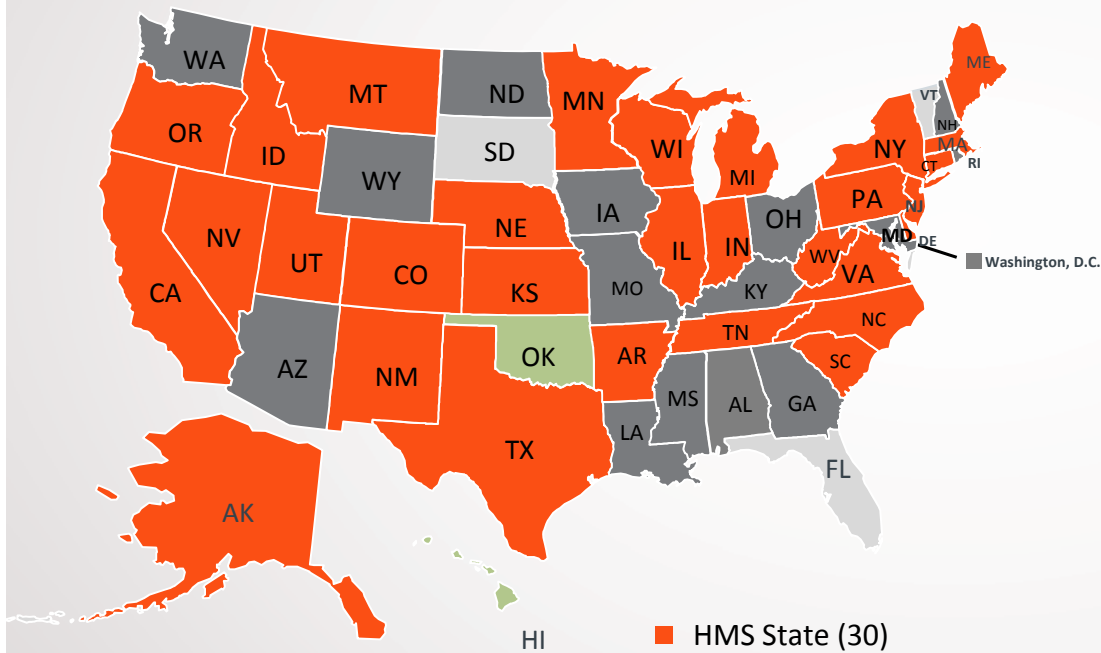 WA
MT
ND
MN
ME
VT
NH
OR
ID
SD
WI
NY
MA
WY
MI
CT
RI
PA
IA
OH
NJ
NE
NV
UT
IL
IN
MD
DE
CO
WV
Washington, D.C.
VA
CA
KS
MO
KY
NC
TN
OK
AR
SC
AZ
NM
MS
AL
GA
LA
TX
FL
AK
HI
HMS State (30)